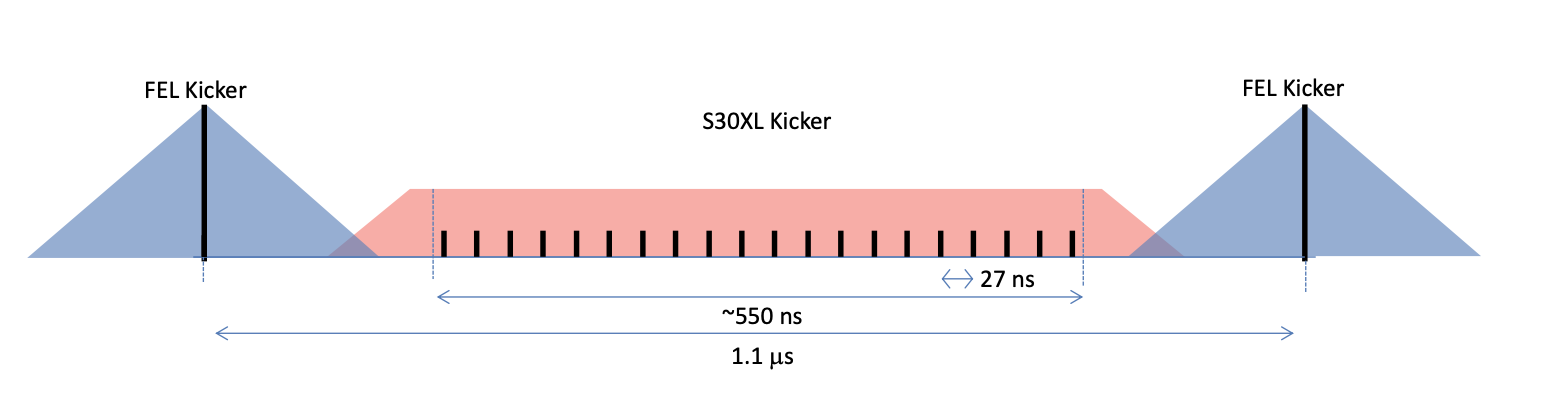 FEL Kicker
FEL Kicker
S30XL Kicker
27 ns
~550 ns
1.1 μs